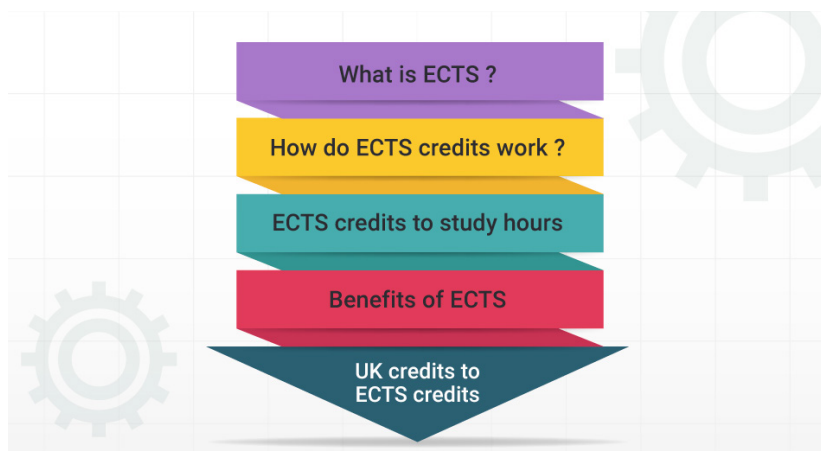 What is ECTS ?
How do ECTS credits work ?
ECTS credits to study hours
Benefits of ECTS
UK credits to
ECTS credits